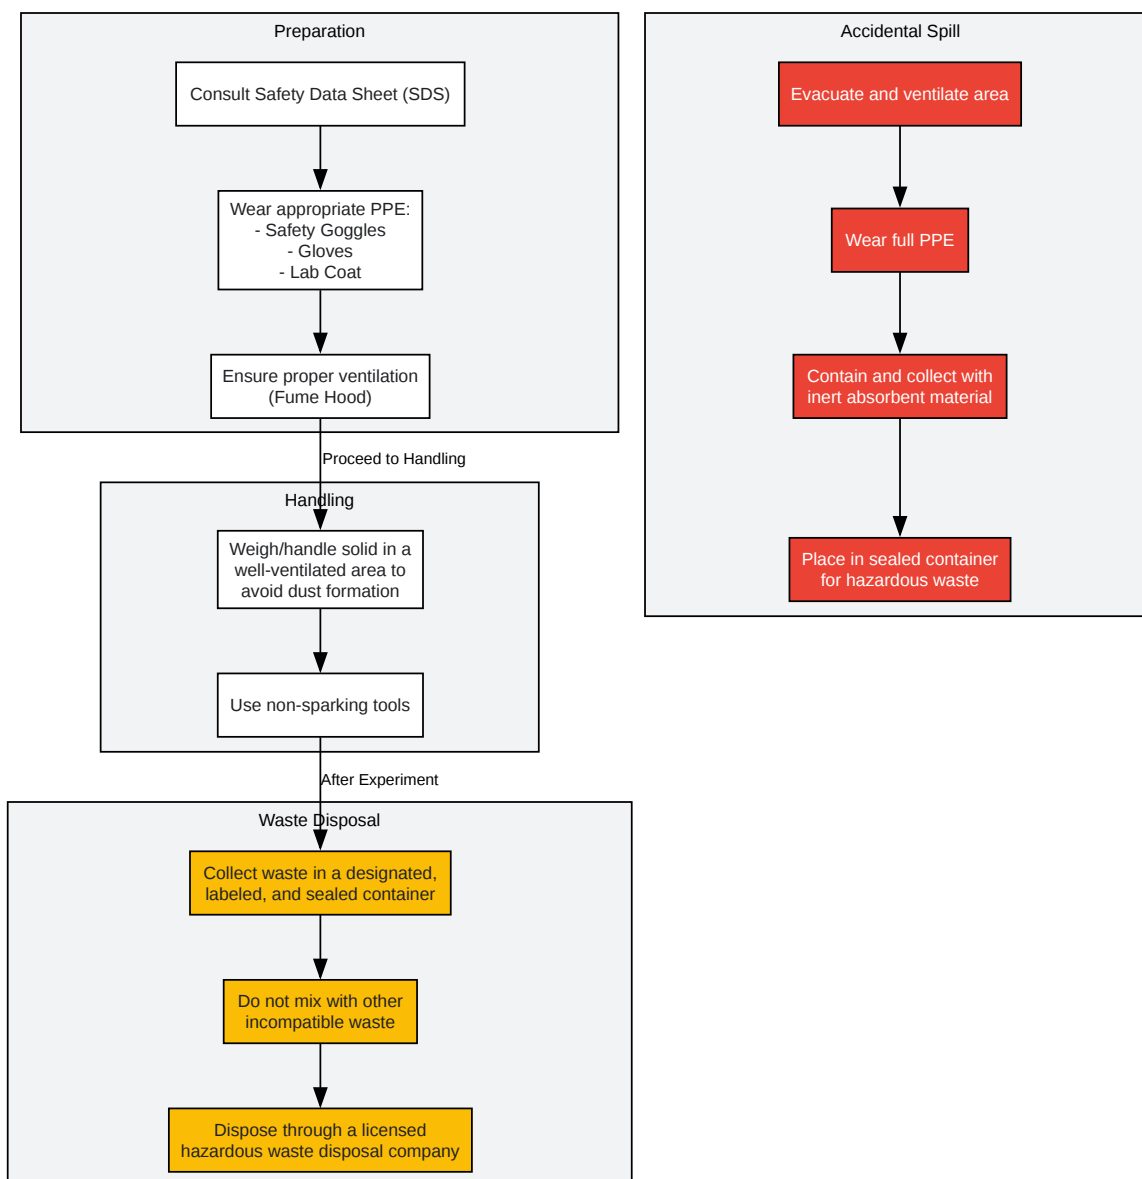 Preparation
Consult Safety Data Sheet (SDS)
Wear appropriate PPE:
- Safety Goggles
- Gloves
- Lab Coat
Ensure proper ventilation
(Fume Hood)
Proceed to Handling
Handling
Weigh/handle solid in a
well-ventilated area to
avoid dust formation
Use non-sparking tools
After Experiment
Waste Disposal
Collect waste in a designated,
labeled, and sealed container
Do not mix with other
incompatible waste
Dispose through a licensed
hazardous waste disposal company
Accidental Spill
Evacuate and ventilate area
Wear full PPE
Contain and collect with
inert absorbent material
Place in sealed container
for hazardous waste